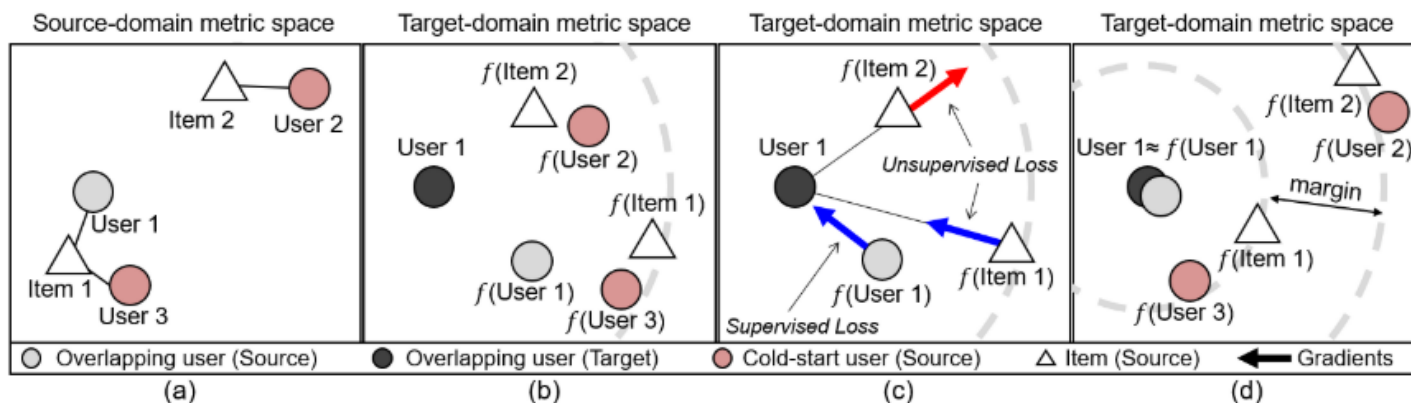 Source-domain metric space
Item 2
User 2
User 1
Item 1
User 3
Target-domain metric space
f(Item 2)
User 1
f(User 2)
f(Item 1)
f(User 1)
f(User 3)
Target-domain metric space
f(Item 2)
User 1
Unsupervised Loss
f(User 1)
f(Item 1)
Supervised Loss
Target-domain metric space
f(Item 2)
User 1≈ f(User 1)
f(User 2)
margin
f(Item 1)
f(User 3)
Overlapping user (Source) Overlapping user (Target) Cold-start user (Source) Item (Source) Gradients
(a) (b) (c) (d)